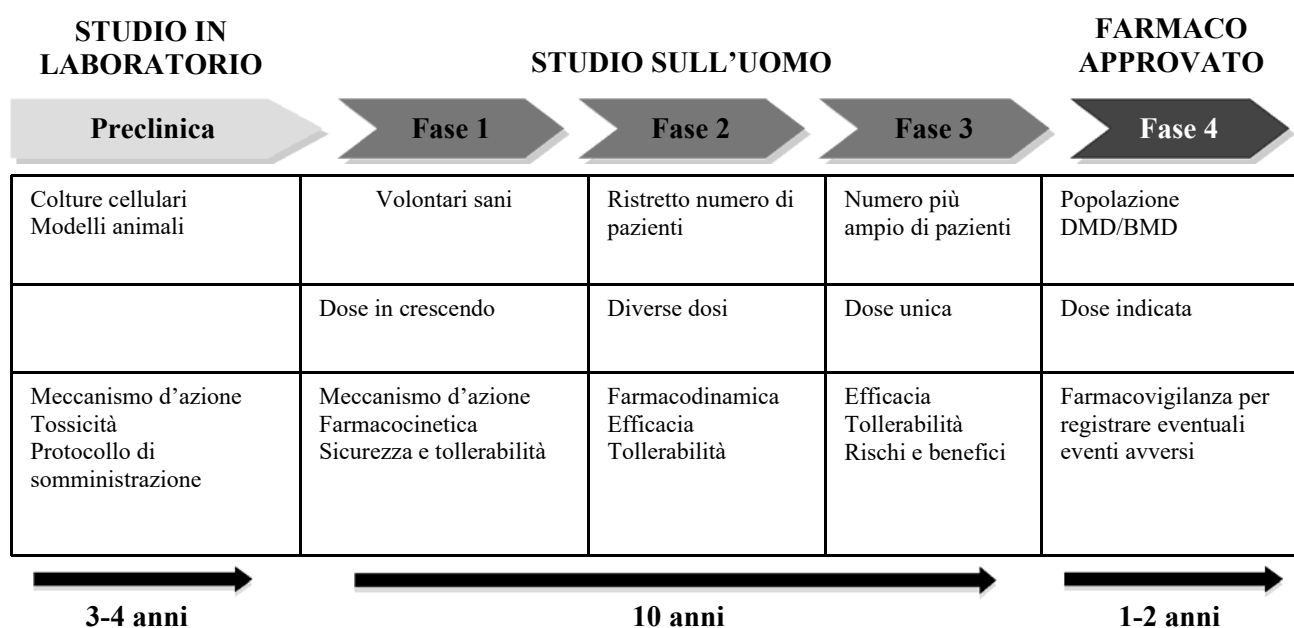 STUDIO IN
LABORATORIO
STUDIO SULL’UOMO
FARMACO
APPROVATO
Preclinica
Fase 1
Fase 2
Fase 3
Fase 4
Colture cellulari
Modelli animali
Volontari sani
Ristretto numero di
pazienti
Numero più
ampio di pazienti
Popolazione
DMD/BMD
Dose in crescendo
Diverse dosi
Dose unica
Dose indicata
Meccanismo d’azione
Tossicità
Protocollo di
somministrazione
Meccanismo d’azione
Farmacocinetica
Sicurezza e tollerabilità
Farmacodinamica
Efficacia
Tollerabilità
Efficacia
Tollerabilità
Rischi e benefici
Farmacovigilanza per
registrare eventuali
eventi avversi
3-4 anni
10 anni
1-2 anni